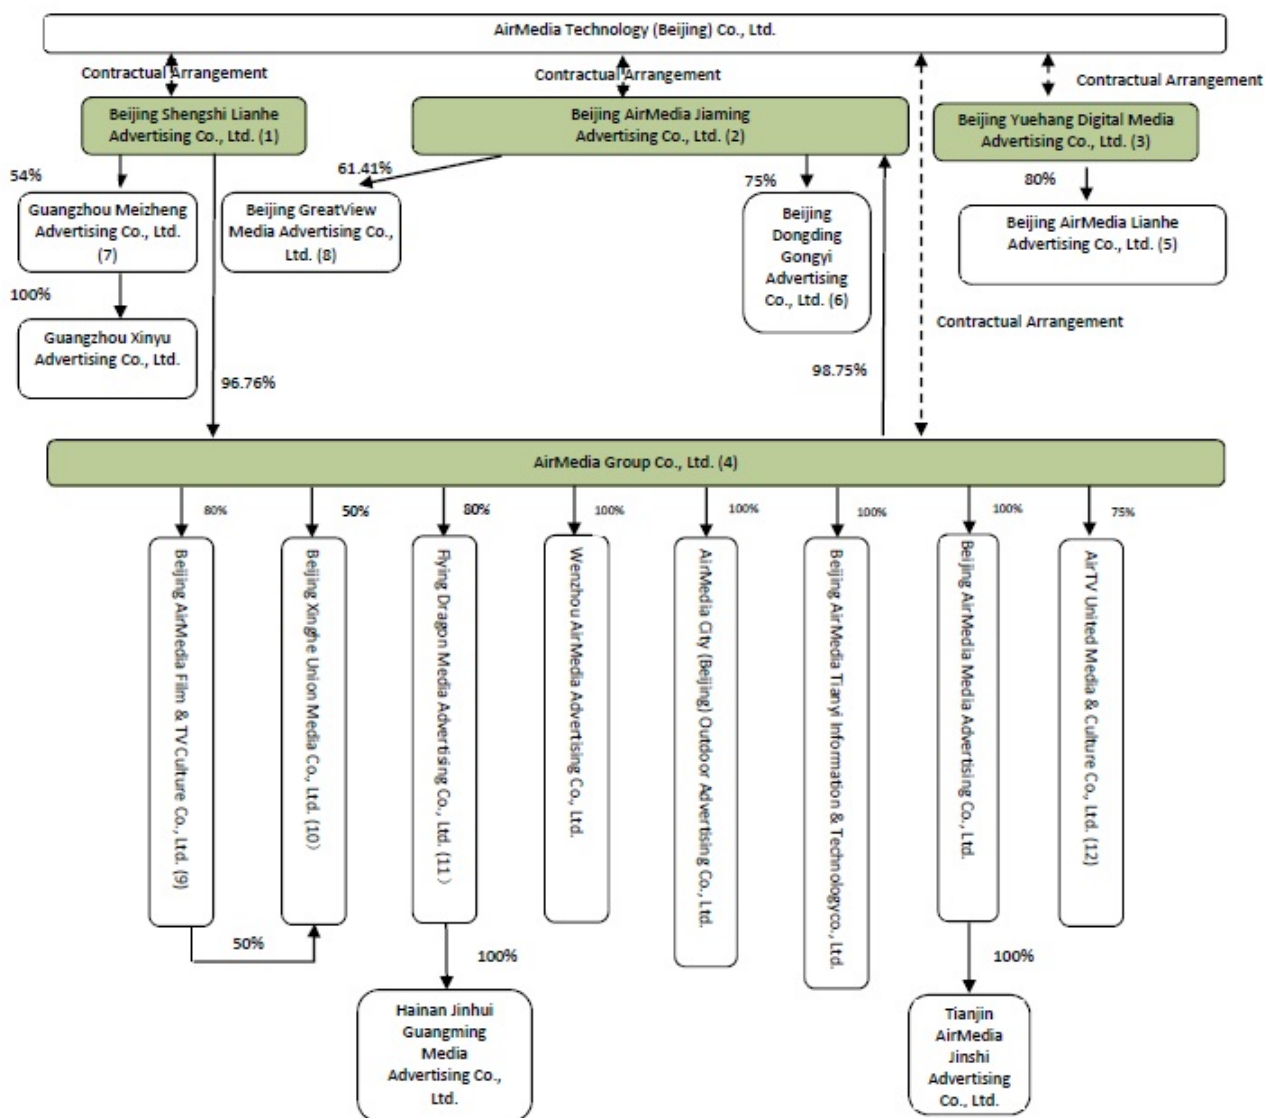 AirMedia Technology (Beijing) Co., Ltd.
Contractual Arrangement
Contractual Arrangement
Contractual Arrangement
Beijing Shengshi Lianhe
Advertising Co., Ltd. (1)
Beijing AirMedia Jiaming
Advertising Co., Ltd. (2)
Beijing Yuehang Digital Media
Advertising Co., Ltd. (3)
54%
61.41%
75%
80%
Guangzhou Meizheng
Advertising Co., Ltd.
(7)
Beijing GreatView
Media Advertising Co.,
Ltd. (8)
Beijing
Dongding
Gongyi
Advertising
Co., Ltd. (6)
Beijing AirMedia Lianhe
Advertising Co., Ltd. (5)
100%
Guangzhou Xinyu
Advertising Co., Ltd.
Contractual Arrangement
96.76%
98.75%
AirMedia Group Co., Ltd. (4)
80%
50%
80%
100%
100%
100%
100%
75%
Beijing AirMedia Film & TV Culture Co., Ltd. (9)
Beijing Xinghe Union Media Co., Ltd. (10)
Flying Dragon Media Advertising Co., Ltd. (11)
Wenzhou AirMedia Advertising Co., Ltd.
AirMedia City (Beijing) Outdoor Advertising Co., Ltd.
Beijing AirMedia Tianyi Information & Technologyco., Ltd.
Beijing AirMedia Media Advertising Co., Ltd.
AirTV United Media & Culture Co., Ltd. (12)
50%
100%
100%
Hainan Jinhui
Guangming
Media
Advertising Co.,
Ltd.
Tianjin
AirMedia
Jinshi
Advertising
Co., Ltd.